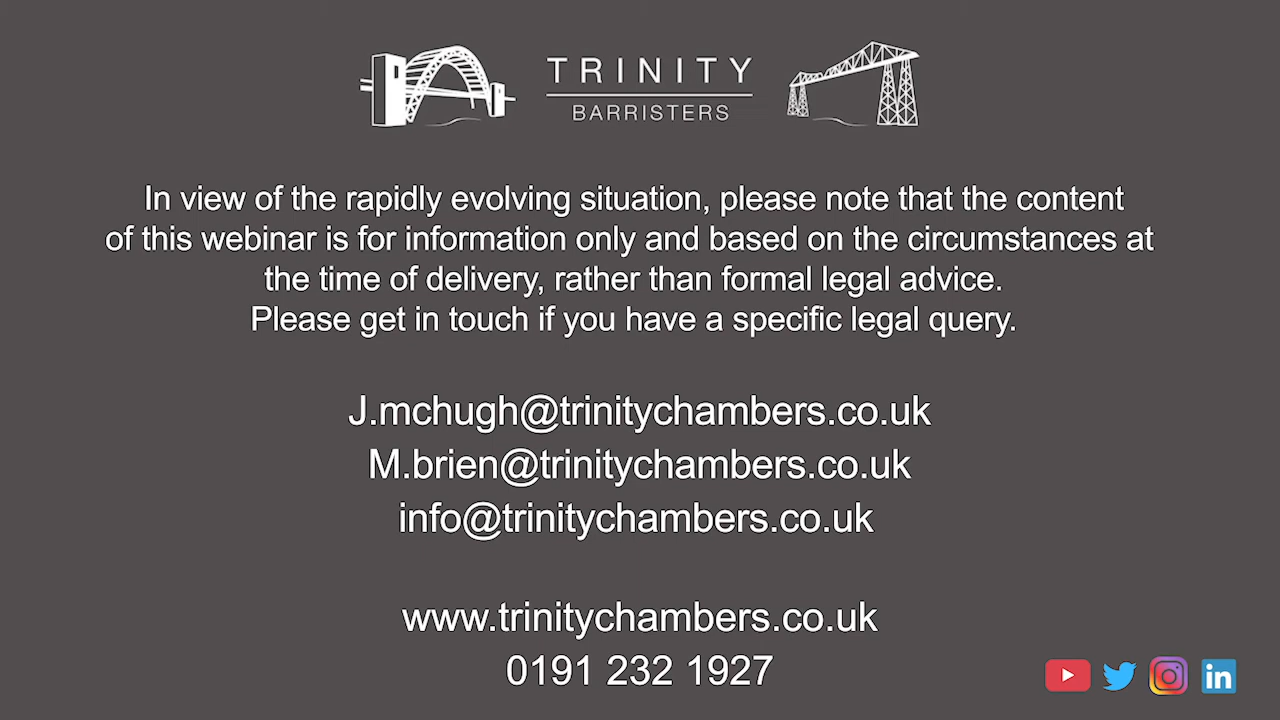 TRINITY
BARRISTERS
In view of the rapidly evolving situation, please note that the content
of this webinar is for information only and based on the circumstances at
the time of delivery, rather than formal legal advice.
Please get in touch if you have a specific legal query.
J.mchugh@trinitychambers.co.uk
M.brien@trinitychambers.co.uk
info@trinitychambers.co.uk
www.trinitychambers.co.uk
0191 232 1927
in